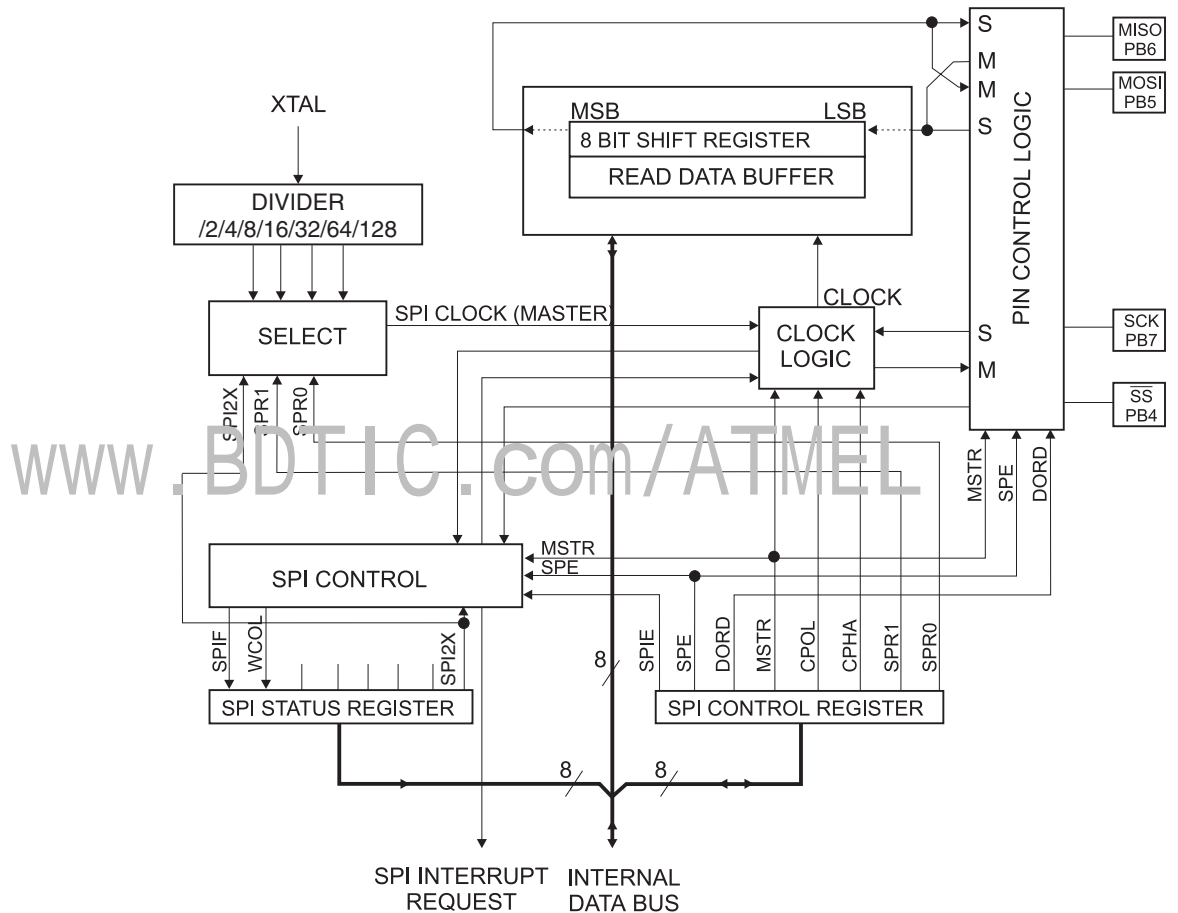 S
MISO
PB6
M
MOSI
PB5
M
S
PIN CONTROL LOGIC
XTAL
MSB
LSB
8 BIT SHIFT REGISTER
READ DATA BUFFER
DIVIDER
/2/4/8/16/32/64/128
SPI CLOCK (MASTER)
CLOCK
SELECT
CLOCK
LOGIC
S
M
SCK
PB7
SS
PB4
SPI2X
SPR1
SPR0
www.BDTIC.com/ATMEL
MSTR
SPE
DORD
SPI CONTROL
MSTR
SPE
SPIF
WCOL
SPI2X
8
SPIE
SPE
DORD
MSTR
CPOL
CPHA
SPR1
SPR0
SPI STATUS REGISTER
SPI CONTROL REGISTER
8
8
SPI INTERRUPT
REQUEST
INTERNAL
DATA BUS